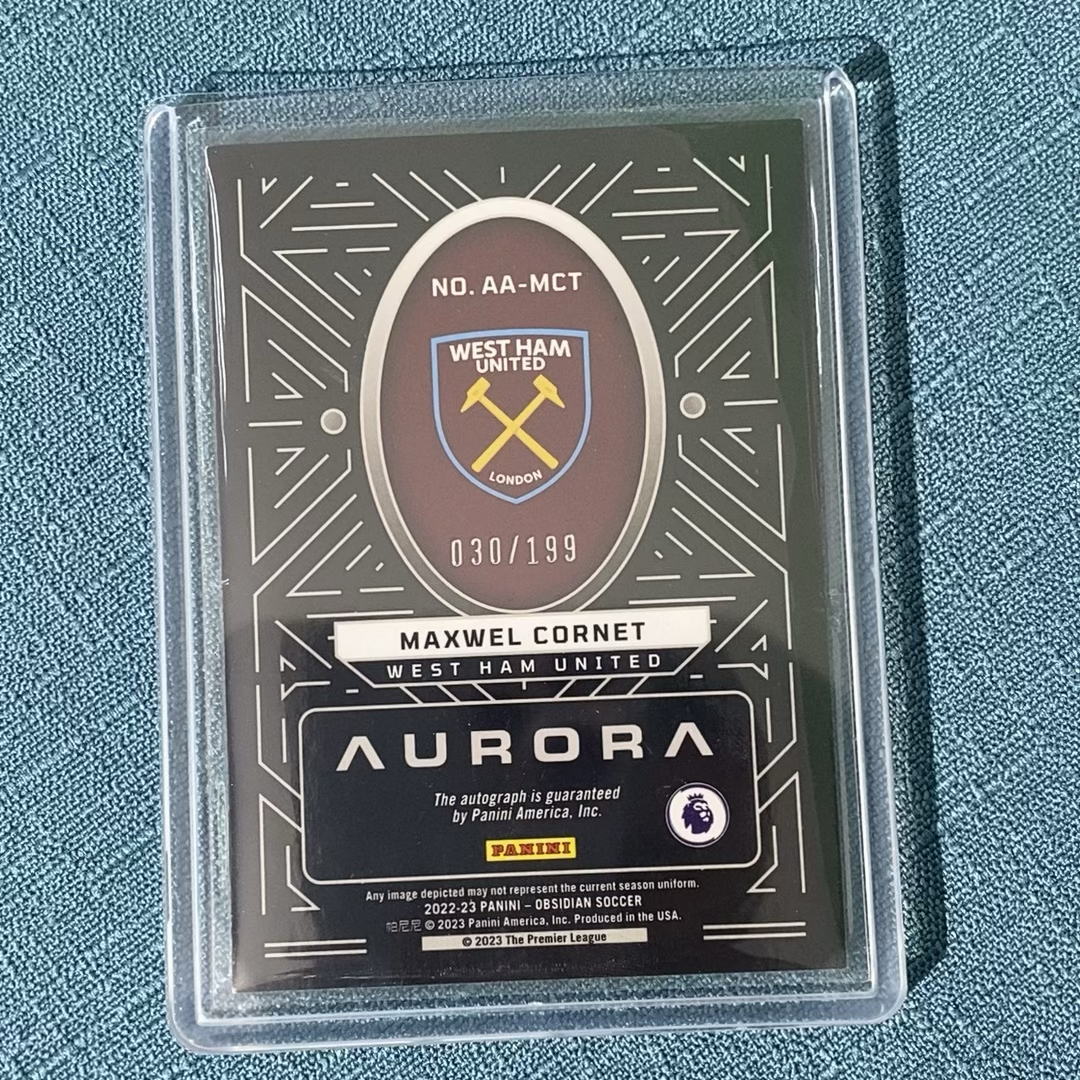 NO. AA-MCT
WEST HAM
UNITED
LONDON
030/199
MAXWEL CORNET
WEST HAM UNITED
AURORA
The autograph is guaranteed
by Panini America, Inc.
PANINI
Any image depicted may not represent the current season uniform.
2022-23 PANINI – OBSIDIAN SOCCER
帕尼尼 © 2023 Panini America, Inc. Produced in the USA.
© 2023 The Premier League